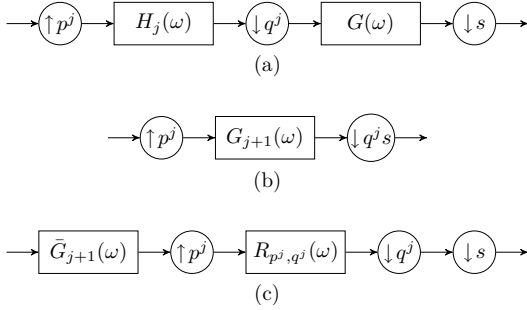 ↑p^j H_j(ω) ↓q^j G(ω) ↓s
(a)
↑p^j G_{j+1}(ω) ↓q^j s
(b)
Ḡ_{j+1}(ω) ↑p^j R_{p^j,q^j}(ω) ↓q^j ↓s
(c)